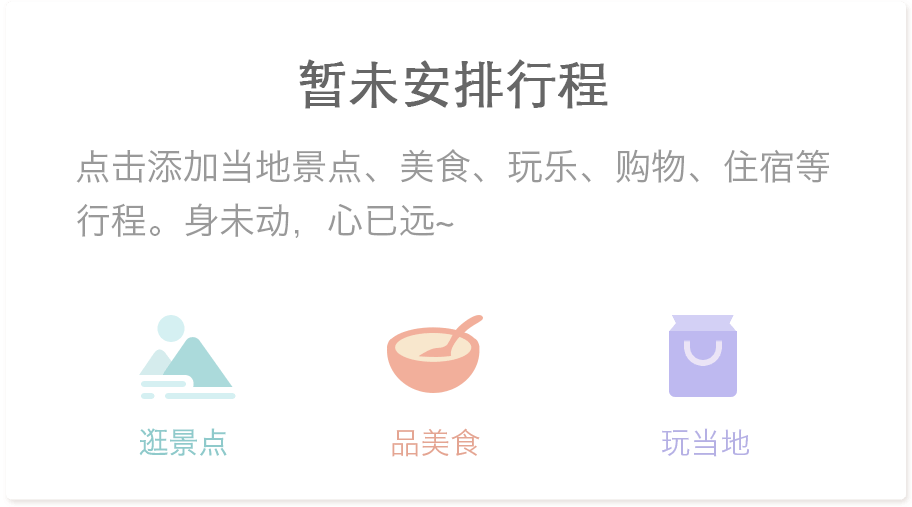 暂未安排行程
点击添加当地景点、美食、玩乐、购物、住宿等
行程。身未动，心已远~
逛景点
品美食
玩当地